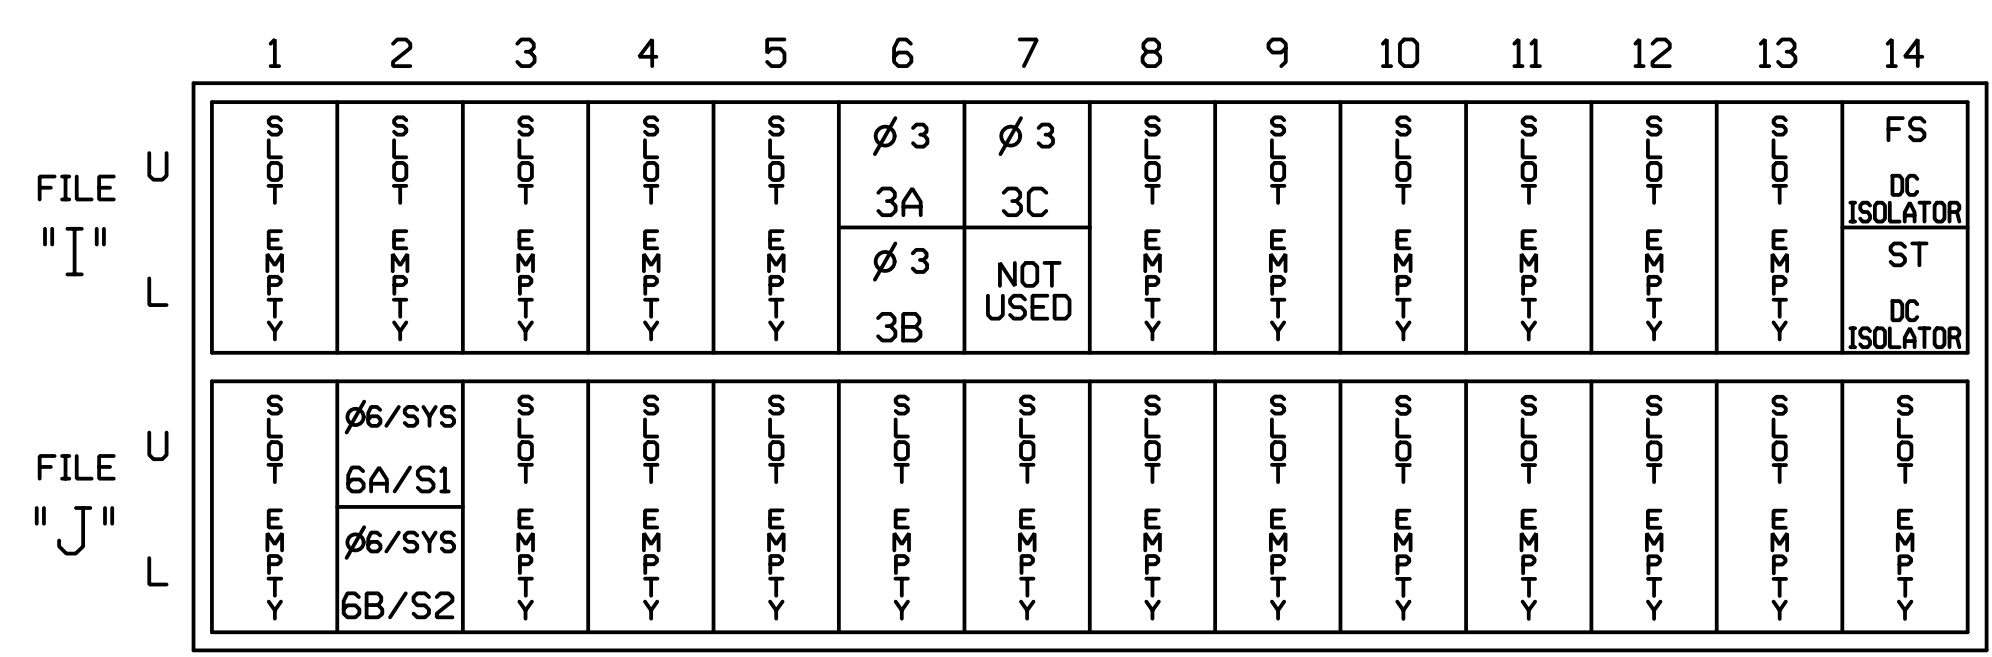 1 2 3 4 5 6 7 8 9 10 11 12 13 14
FILE "I"
U
L
SLOT EMPTY
SLOT EMPTY
SLOT EMPTY
SLOT EMPTY
SLOT EMPTY
Ø 3
3A
Ø 3
3B
Ø 3
3C
NOT
USED
SLOT EMPTY
SLOT EMPTY
SLOT EMPTY
SLOT EMPTY
SLOT EMPTY
SLOT EMPTY
FS
DC
ISOLATOR
ST
DC
ISOLATOR
FILE "J"
U
L
SLOT EMPTY
Ø6/SYS
6A/S1
Ø6/SYS
6B/S2
SLOT EMPTY
SLOT EMPTY
SLOT EMPTY
SLOT EMPTY
SLOT EMPTY
SLOT EMPTY
SLOT EMPTY
SLOT EMPTY
SLOT EMPTY
SLOT EMPTY
SLOT EMPTY
SLOT EMPTY